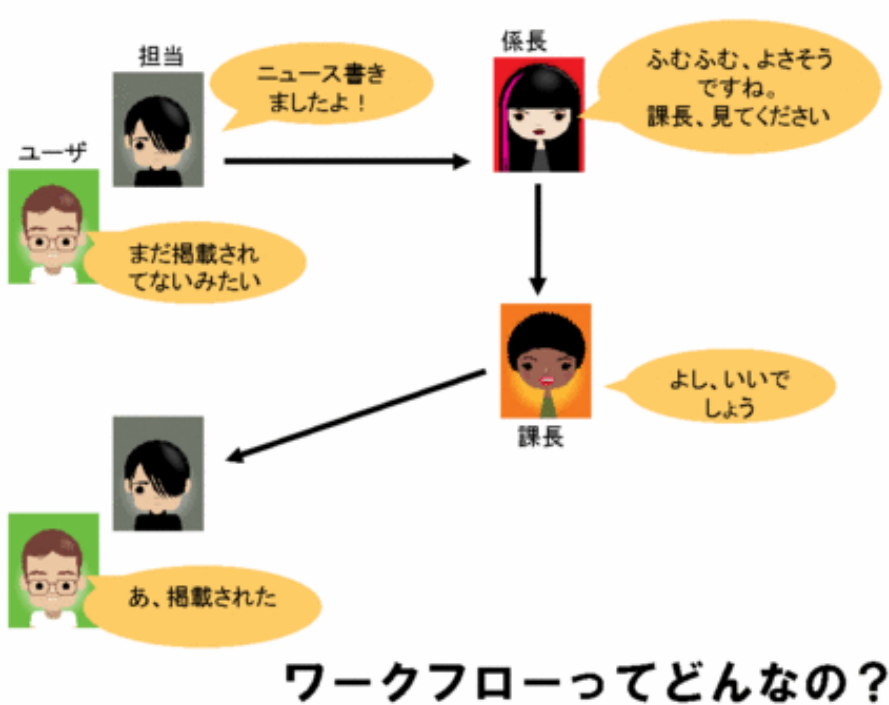 担当
ニュース書き
ましたよ！
係長
ふむふむ、よさそう
ですね。
課長、見てください
ユーザ
まだ掲載され
てないみたい
よし、いいで
しょう
課長
あ、掲載された
ワークフローってどんなの？